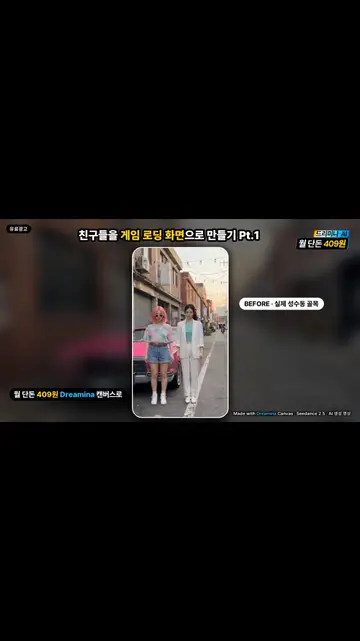 유료광고
친구들을 게임 로딩 화면으로 만들기 Pt.1
드리미나 AI
월 단돈 409원
BEFORE · 실제 성수동 골목
월 단돈 409원 Dreamina 캔버스로
Made with Dreamina Canvas · Seedance 2.5 · AI 생성 영상